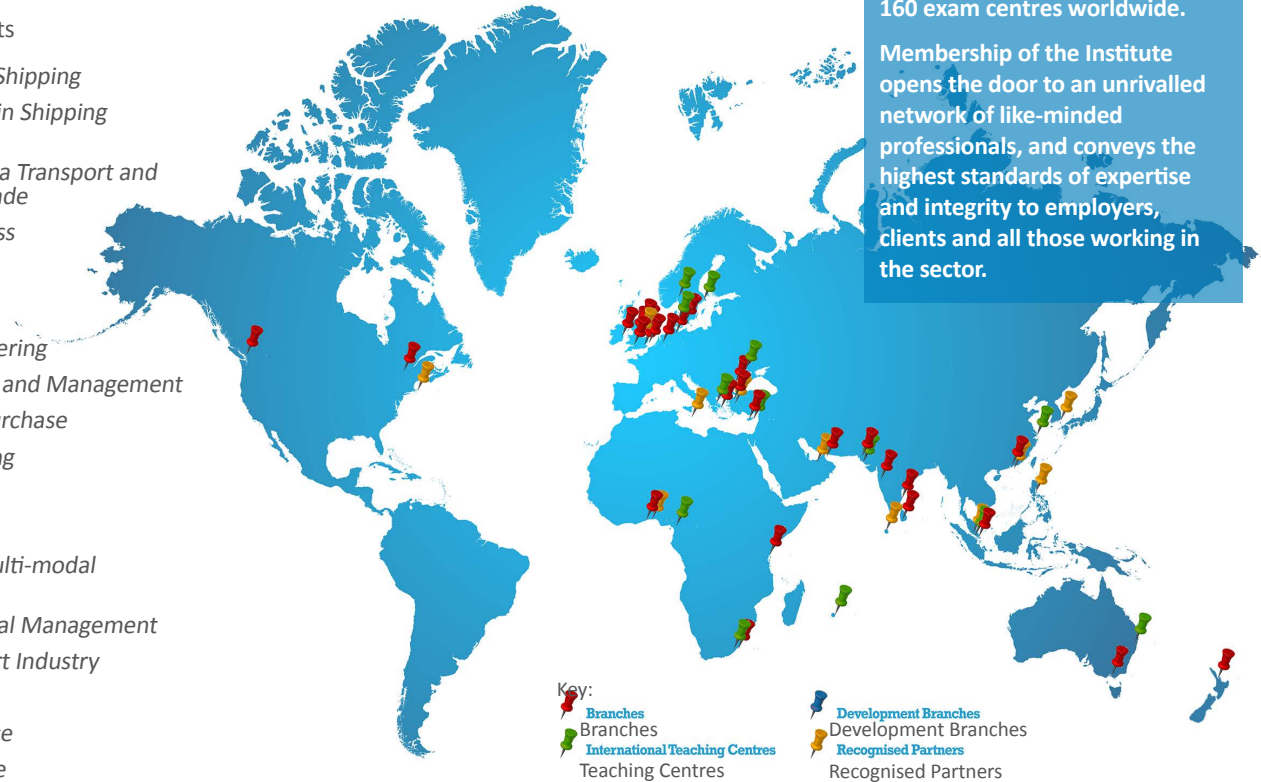 ts
Shipping
in Shipping
a Transport and
ade
ss
ering
and Management
urchase
ng
ulti-modal
al Management
rt Industry
ce
e
160 exam centres worldwide.
Membership of the Institute
opens the door to an unrivalled
network of like-minded
professionals, and conveys the
highest standards of expertise
and integrity to employers,
clients and all those working in
the sector.
Key:
Branches
Branches
International Teaching Centres
Teaching Centres
Development Branches
Development Branches
Recognised Partners
Recognised Partners